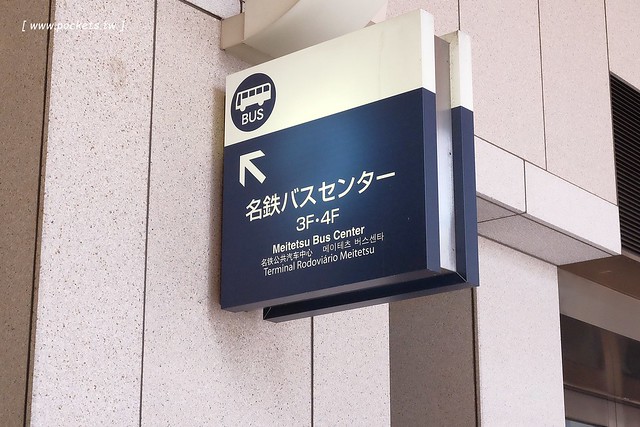 [ www.pockets.tw ]
BUS
名鉄バスセンター
3F・4F
Meitetsu Bus Center
名铁公共汽车中心 메이테츠 버스센타
Terminal Rodoviário Meitetsu